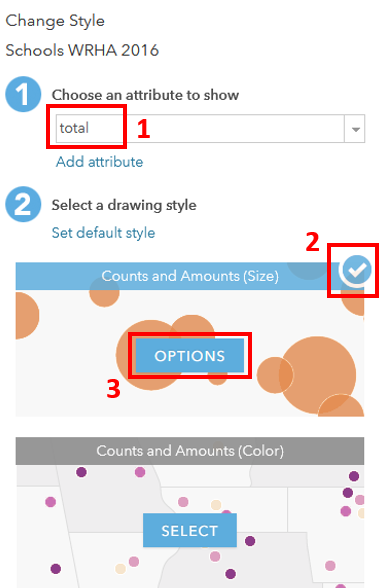 Change Style
Schools WRHA 2016
1 Choose an attribute to show
total 1
Add attribute
2 Select a drawing style
Set default style
2
Counts and Amounts (Size)
OPTIONS
3
Counts and Amounts (Color)
SELECT